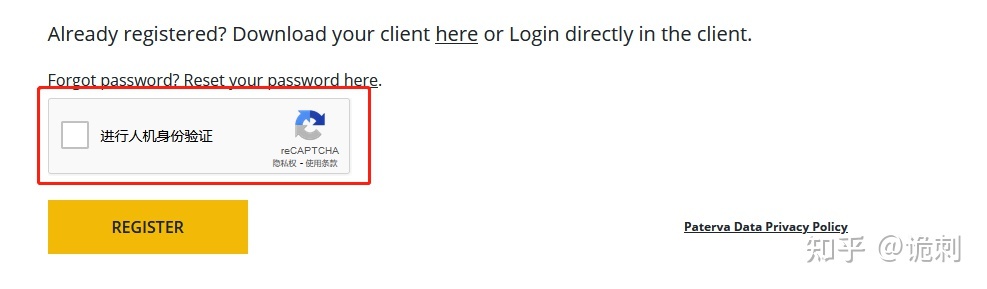 Already registered? Download your client here or Login directly in the client.
Forgot password? Reset your password here.
进行人机身份验证
reCAPTCHA
隐私权 - 使用条款
REGISTER
Paterva Data Privacy Policy
知乎 @诡刺